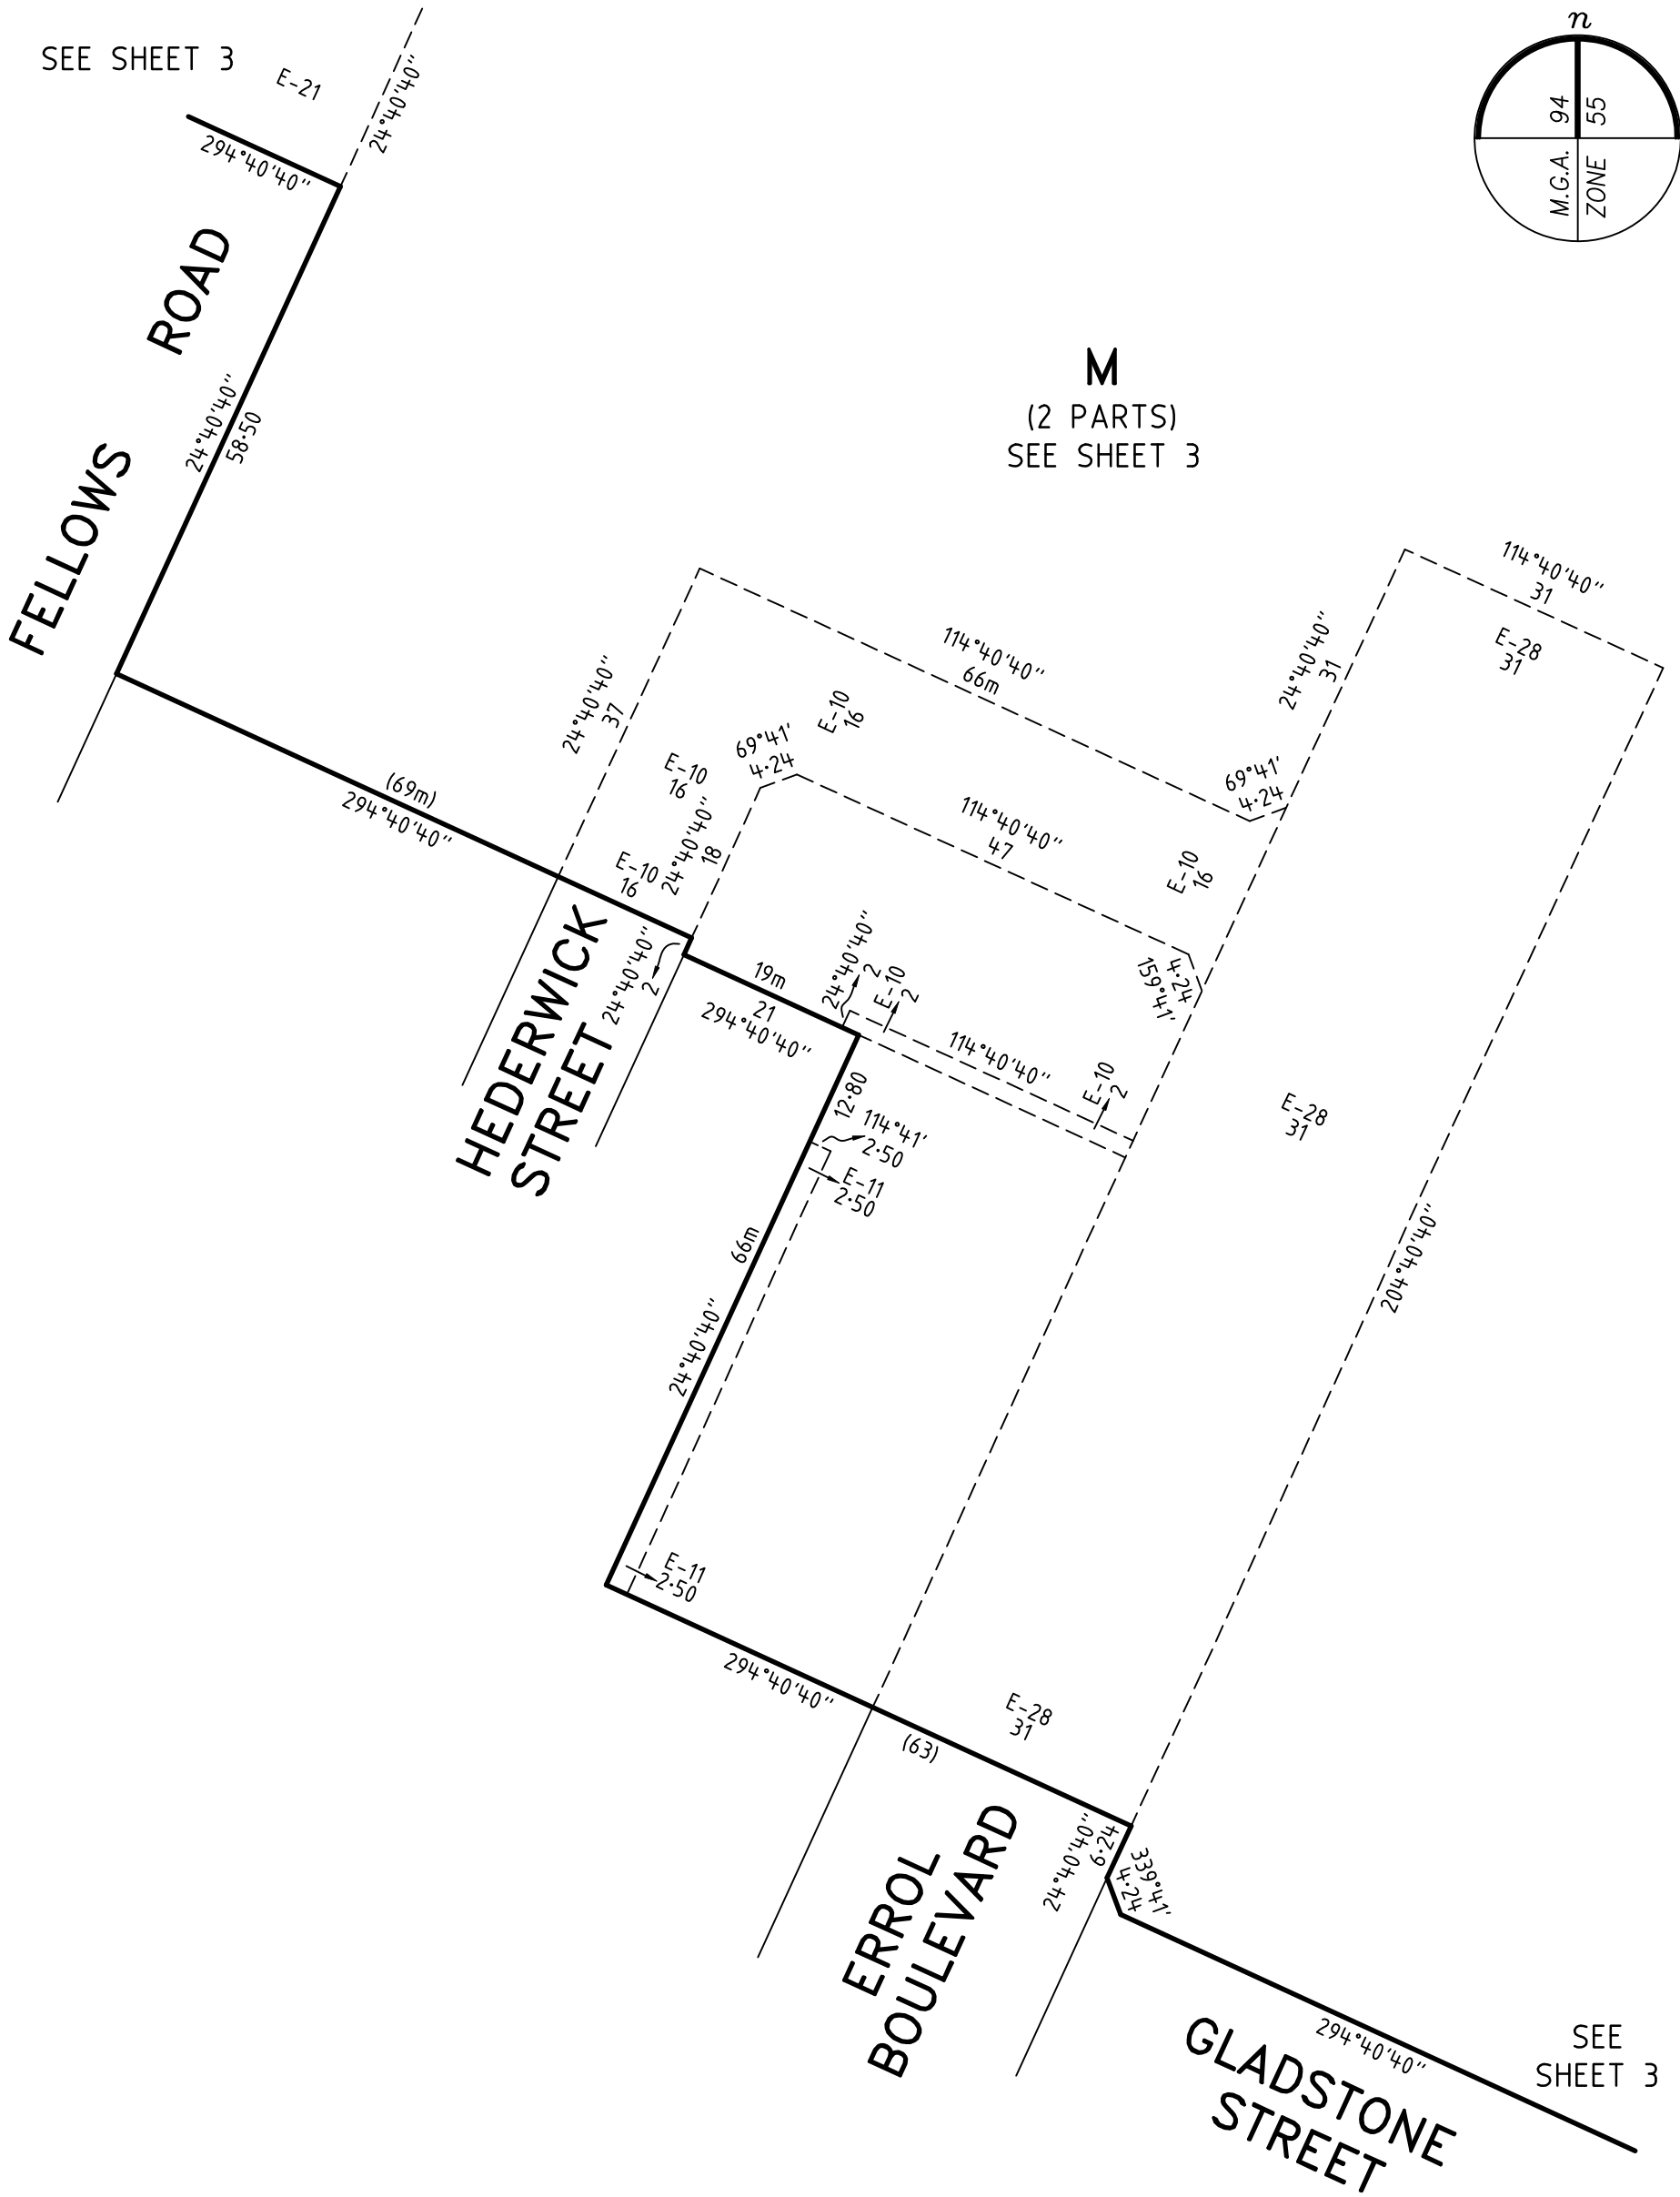 n
M.G.A. 94
ZONE 55
SEE SHEET 3
E-21
24°40'40"
294°40'40"
FELLOWS ROAD
24°40'40"
58·50
M
(2 PARTS)
SEE SHEET 3
114°40'40"
31
E-28
31
24°40'40"
31
114°40'40"
66m
24°40'40"
37
E-10
16
69°41'
4·24
E-10
16
69°41'
4·24
(69m)
294°40'40"
24°40'40"
18
E-10
16
114°40'40"
47
E-10
16
4·24
159°41'
HEDERWICK
STREET
24°40'40"
2
19m
21
294°40'40"
24°40'40"
2
E-10
2
114°40'40"
E-10
2
12·80
114°41'
2·50
E-11
2·50
E-28
31
66m
24°40'40"
204°40'40"
E-11
2·50
294°40'40"
(63)
E-28
31
ERROL
BOULEVARD
24°40'40"
6·24
339°41'
4·24
GLADSTONE
STREET
294°40'40"
SEE
SHEET 3